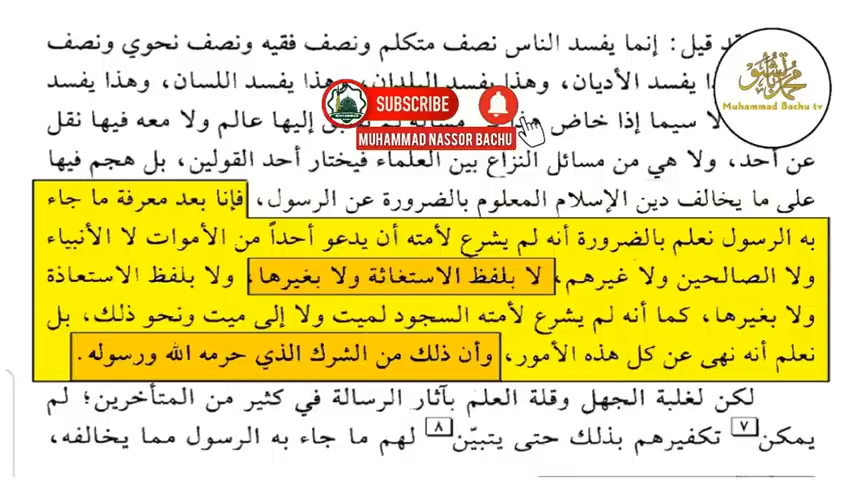 قيل: إنما يفسد الناس نصف متكلم ونصف فقيه ونصف نحوي ونصف
يفسد الأديان، وهذا يفسد البلدان، وهذا يفسد اللسان، وهذا يفسد
Muhammad Bachu tv
SUBSCRIBE
لا سيما إذا خاض إليها عالم ولا معه فيها نقل
MUHAMMAD NASSOR BACHU
عن أحد، ولا هي من مسائل النزاع بين العلماء فيختار أحد القولين، بل هجم فيها
على ما يخالف دين الإسلام المعلوم بالضرورة عن الرسول، فإنا بعد معرفة ما جاء
به الرسول نعلم بالضرورة أنه لم يشرع لأمته أن يدعو أحداً من الأموات لا الأنبياء
ولا الصالحين ولا غيرهم، لا بلفظ الاستغاثة ولا بغيرها، ولا بلفظ الاستعاذة
ولا بغيرها، كما أنه لم يشرع لأمته السجود لميت ولا إلى ميت ونحو ذلك، بل
نعلم أنه نهى عن كل هذه الأمور، وأن ذلك من الشرك الذي حرمه الله ورسوله.
لكن لغلبة الجهل وقلة العلم بآثار الرسالة في كثير من المتأخرين؛ لم
يمكن ٧ تكفيرهم بذلك حتى يتبيّن ٨ لهم ما جاء به الرسول مما يخالفه،